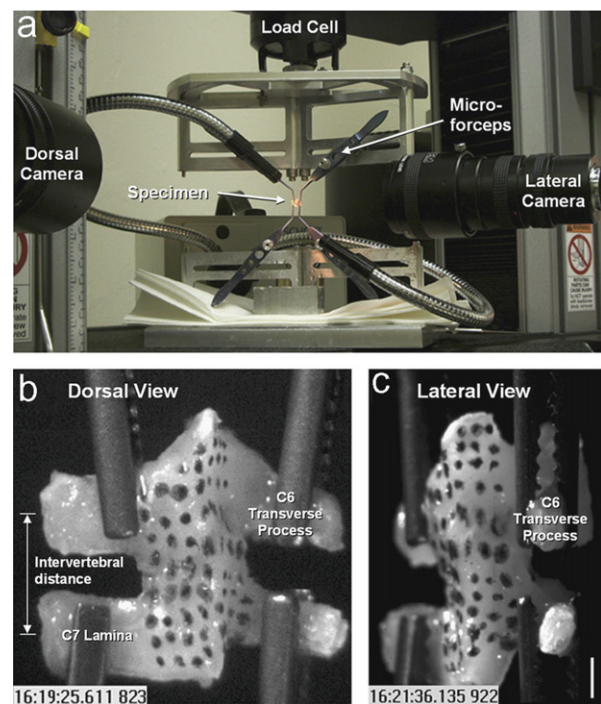 a
Load Cell
Micro-
forceps
Dorsal
Camera
Specimen
Lateral
Camera
b
Dorsal View
C6
Transverse
Process
Intervertebral
distance
C7 Lamina
16:19:25.611 823
c
Lateral View
C6
Transverse
Process
16:21:36.135 922